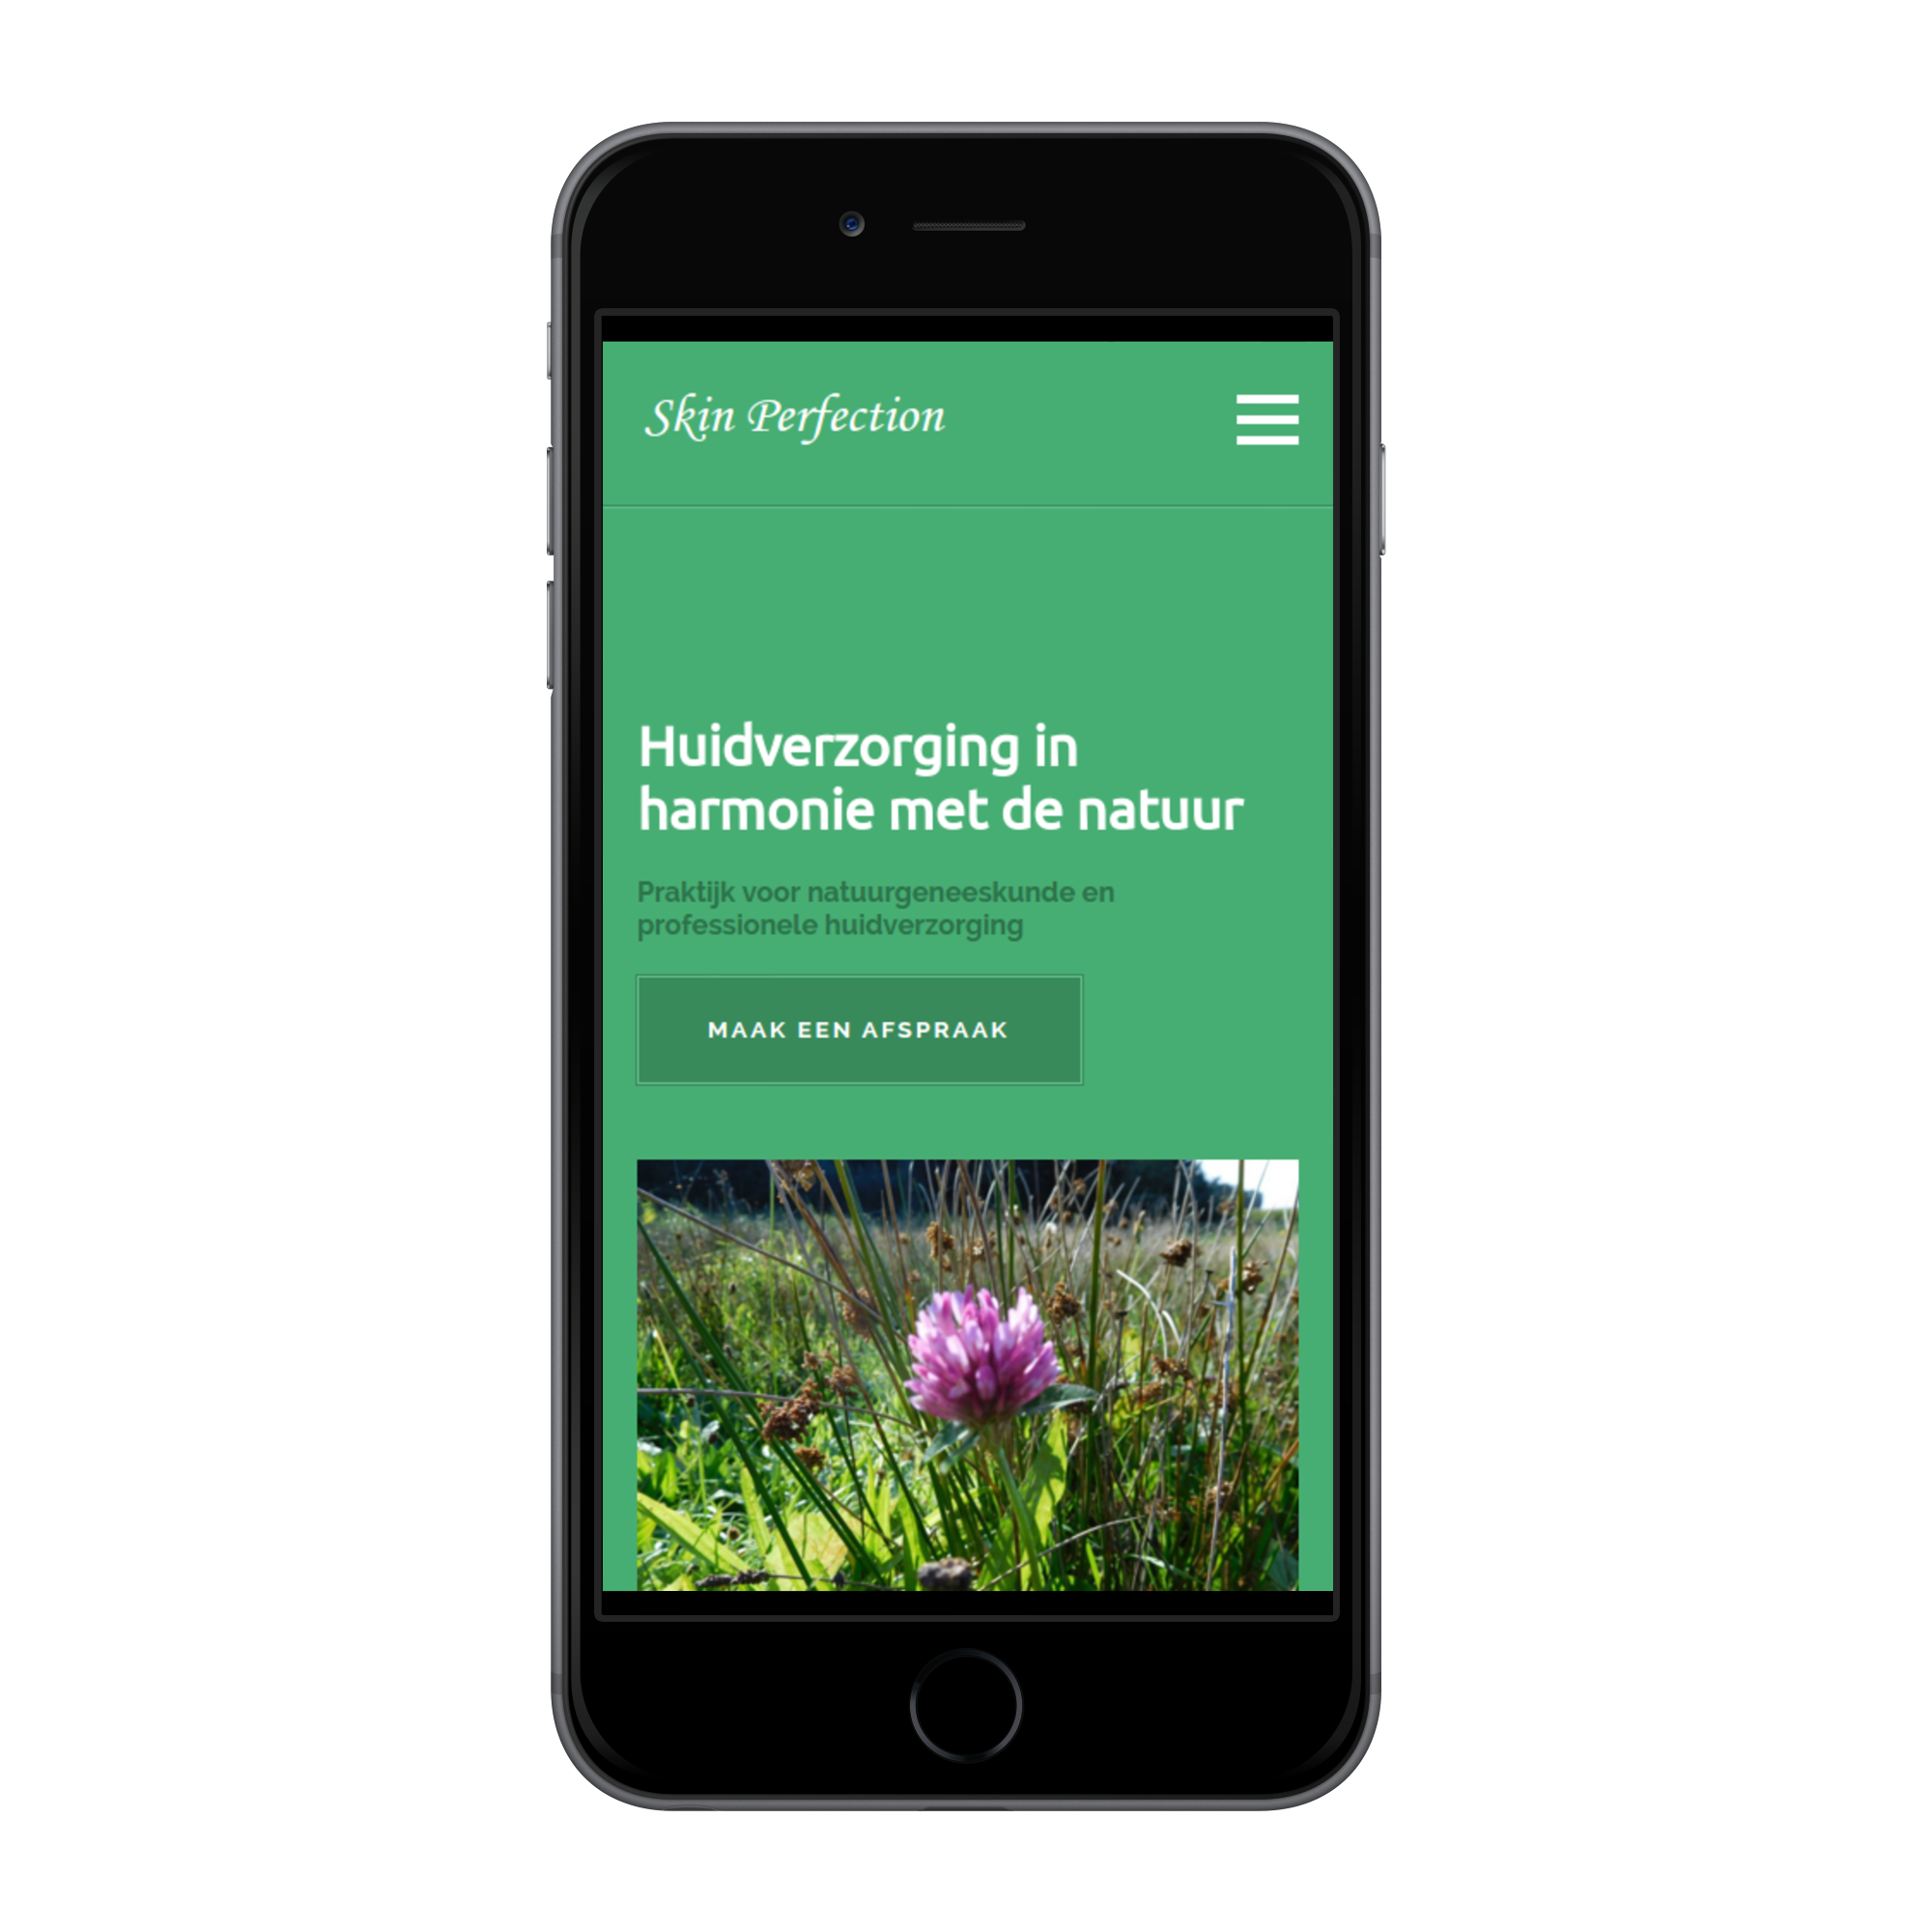 Skin Perfection
Huidverzorging in
harmonie met de natuur
Praktijk voor natuurgeneeskunde en
professionele huidverzorging
MAAK EEN AFSPRAAK